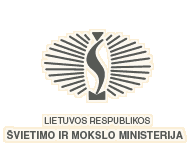 LIETUVOS RESPUBLIKOS
ŠVIETIMO IR MOKSLO MINISTERIJA